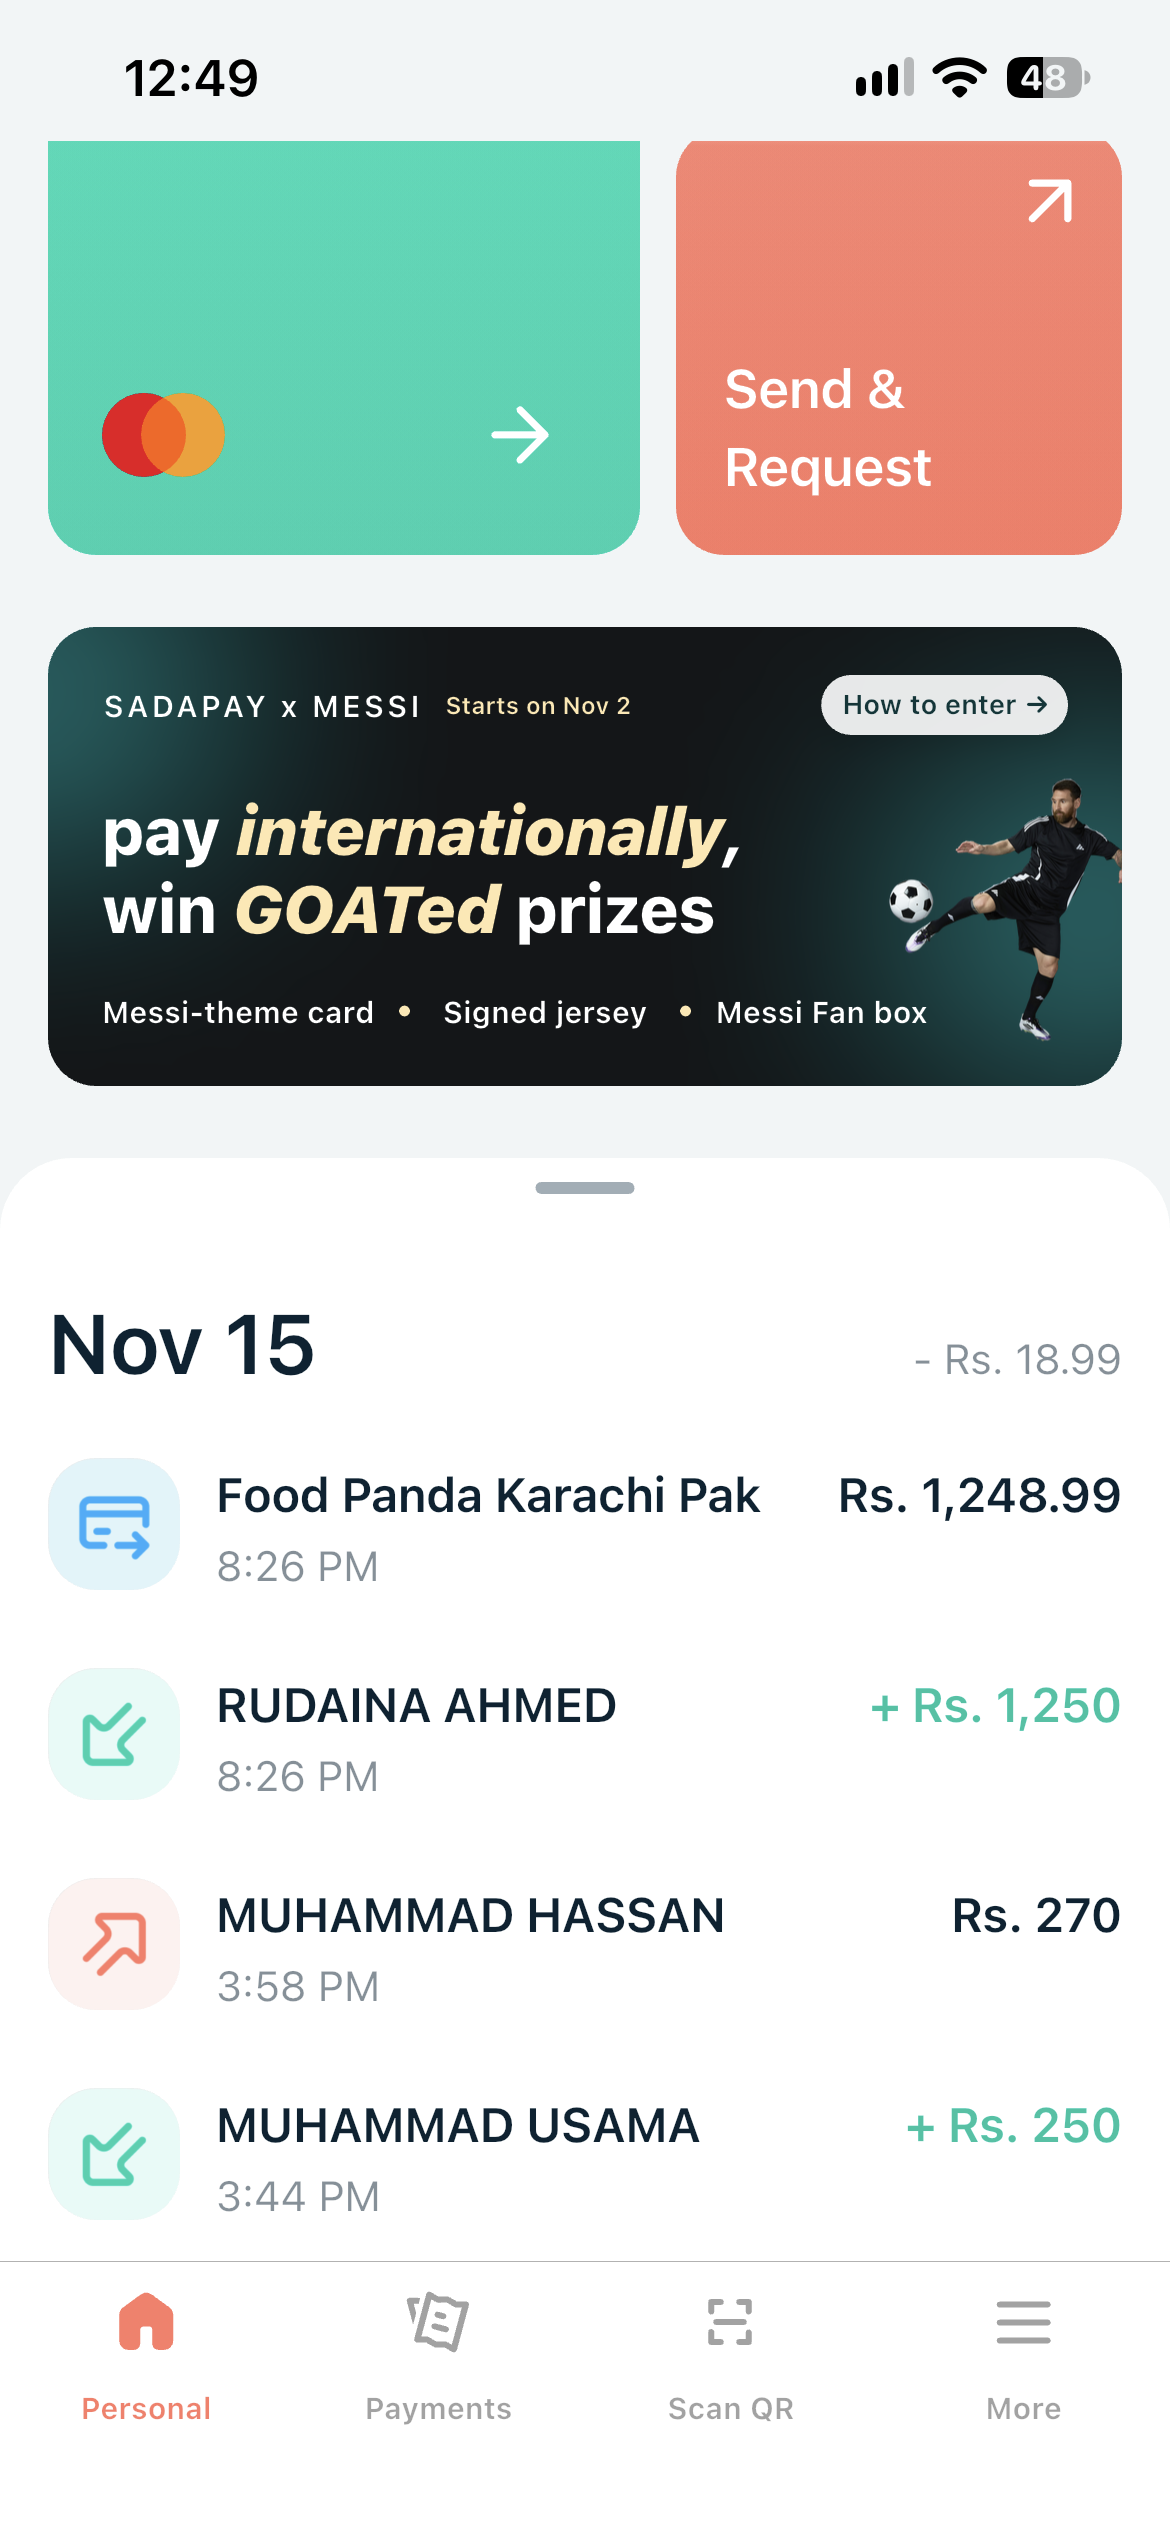 12:49
48
Send &
Request
SADAPAY x MESSI Starts on Nov 2 How to enter →
pay internationally,
win GOATed prizes
Messi-theme card • Signed jersey • Messi Fan box
Nov 15 - Rs. 18.99
Food Panda Karachi Pak Rs. 1,248.99
8:26 PM
RUDAINA AHMED + Rs. 1,250
8:26 PM
MUHAMMAD HASSAN Rs. 270
3:58 PM
MUHAMMAD USAMA + Rs. 250
3:44 PM
Personal Payments Scan QR More